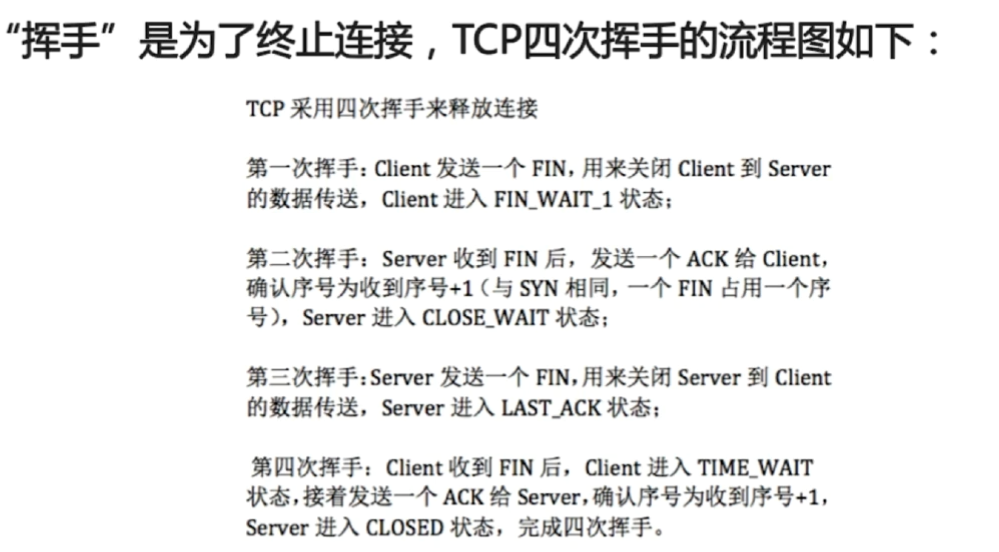 “挥手”是为了终止连接，TCP四次挥手的流程图如下：
TCP 采用四次挥手来释放连接
第一次挥手：Client 发送一个 FIN，用来关闭 Client 到 Server
的数据传送，Client 进入 FIN_WAIT_1 状态；
第二次挥手：Server 收到 FIN 后，发送一个 ACK 给 Client，
确认序号为收到序号+1（与 SYN 相同，一个 FIN 占用一个序
号），Server 进入 CLOSE_WAIT 状态；
第三次挥手：Server 发送一个 FIN，用来关闭 Server 到 Client
的数据传送，Server 进入 LAST_ACK 状态；
第四次挥手：Client 收到 FIN 后，Client 进入 TIME_WAIT
状态，接着发送一个 ACK 给 Server，确认序号为收到序号+1，
Server 进入 CLOSED 状态，完成四次挥手。